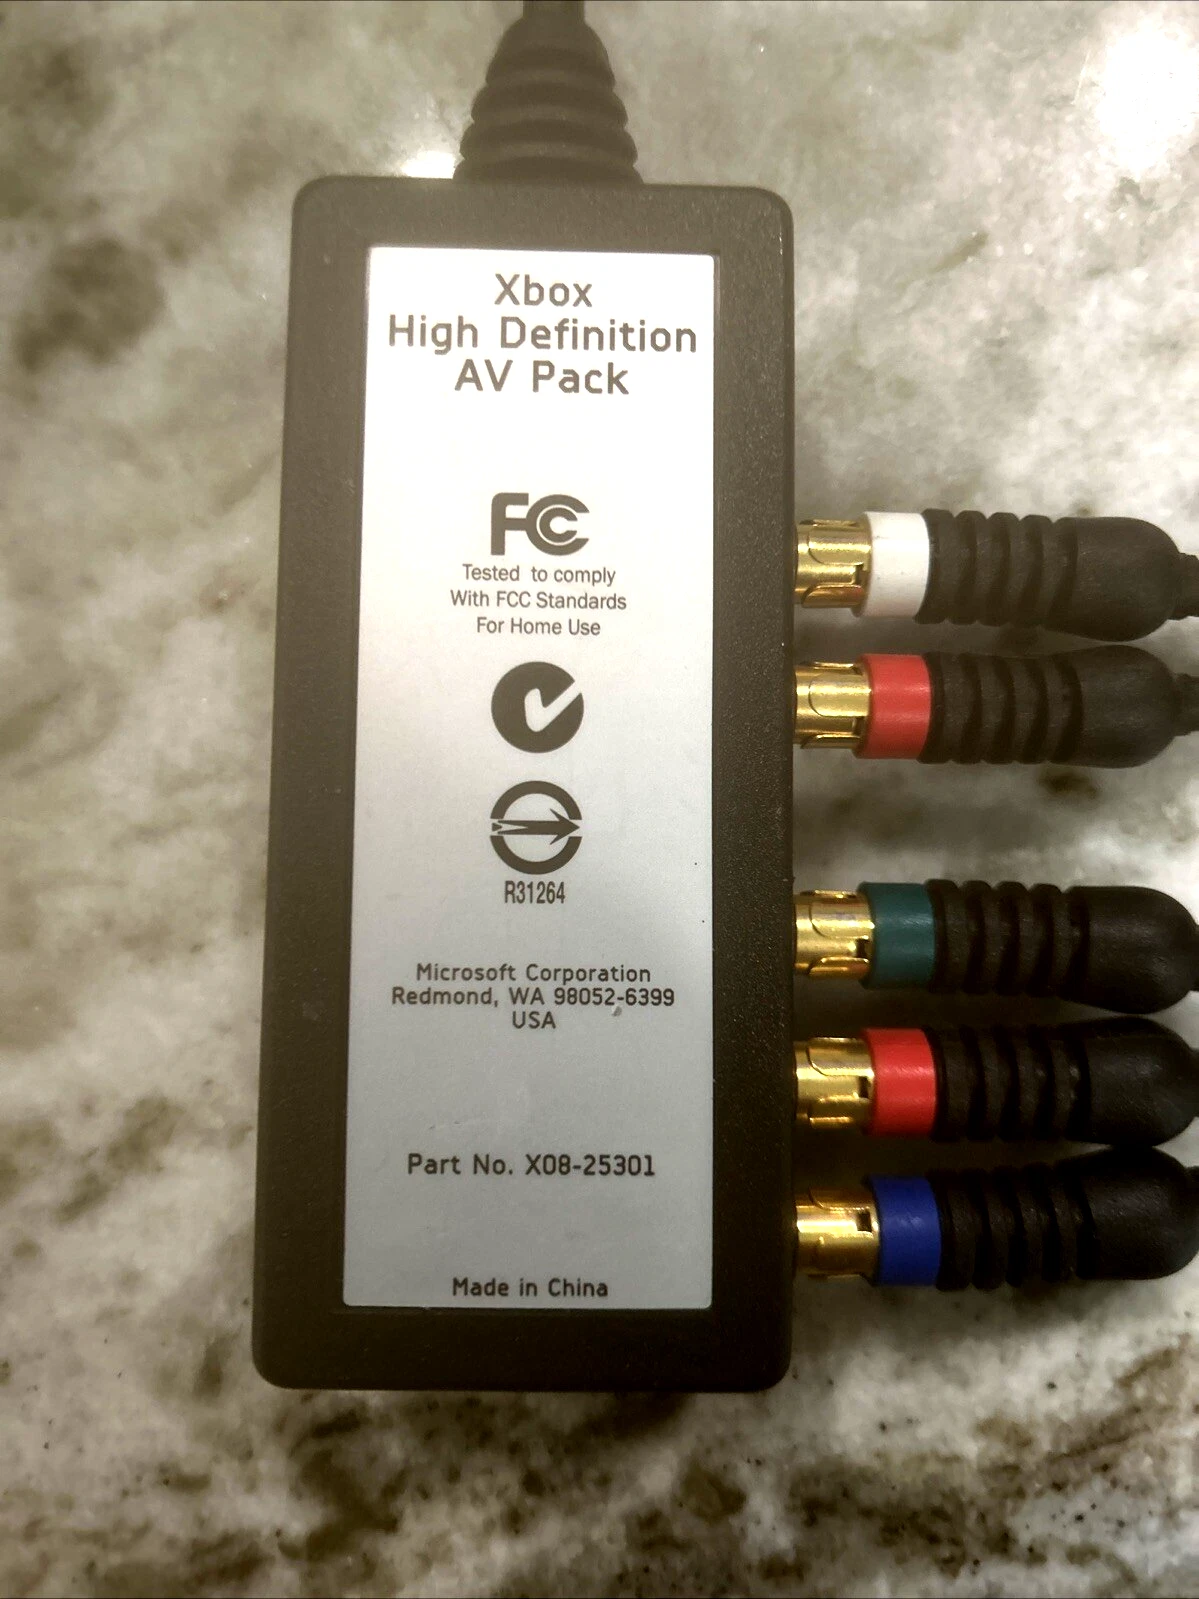 Xbox
High Definition
AV Pack
FC
Tested to comply
With FCC Standards
For Home Use
R31264
Microsoft Corporation
Redmond, WA 98052-6399
USA
Part No. X08-25301
Made in China